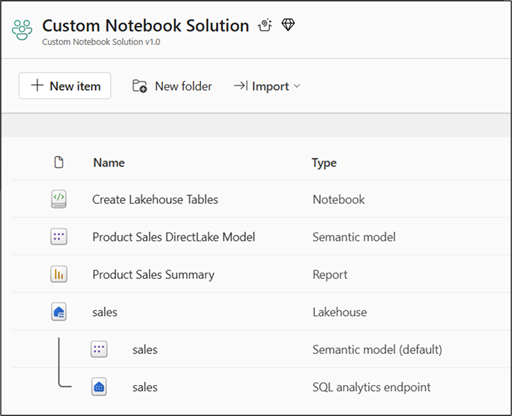 Custom Notebook Solution
Custom Notebook Solution v1.0
New item New folder Import
Name Type
Create Lakehouse Tables Notebook
Product Sales DirectLake Model Semantic model
Product Sales Summary Report
sales Lakehouse
sales Semantic model (default)
sales SQL analytics endpoint